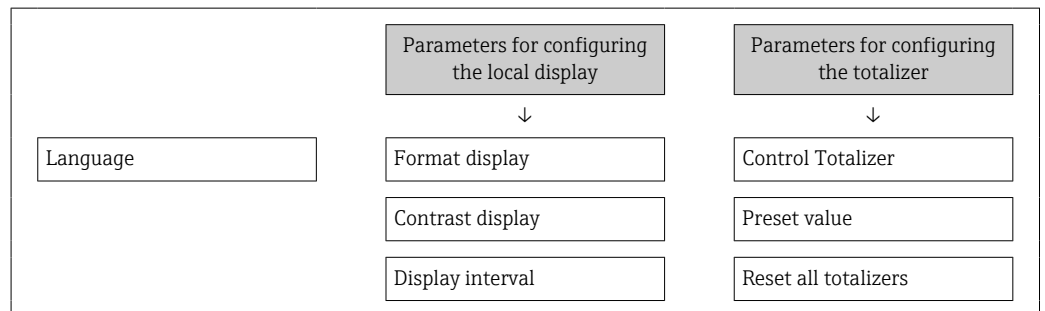 Parameters for configuring
the local display
Parameters for configuring
the totalizer
↓
↓
Language
Format display
Control Totalizer
Contrast display
Preset value
Display interval
Reset all totalizers